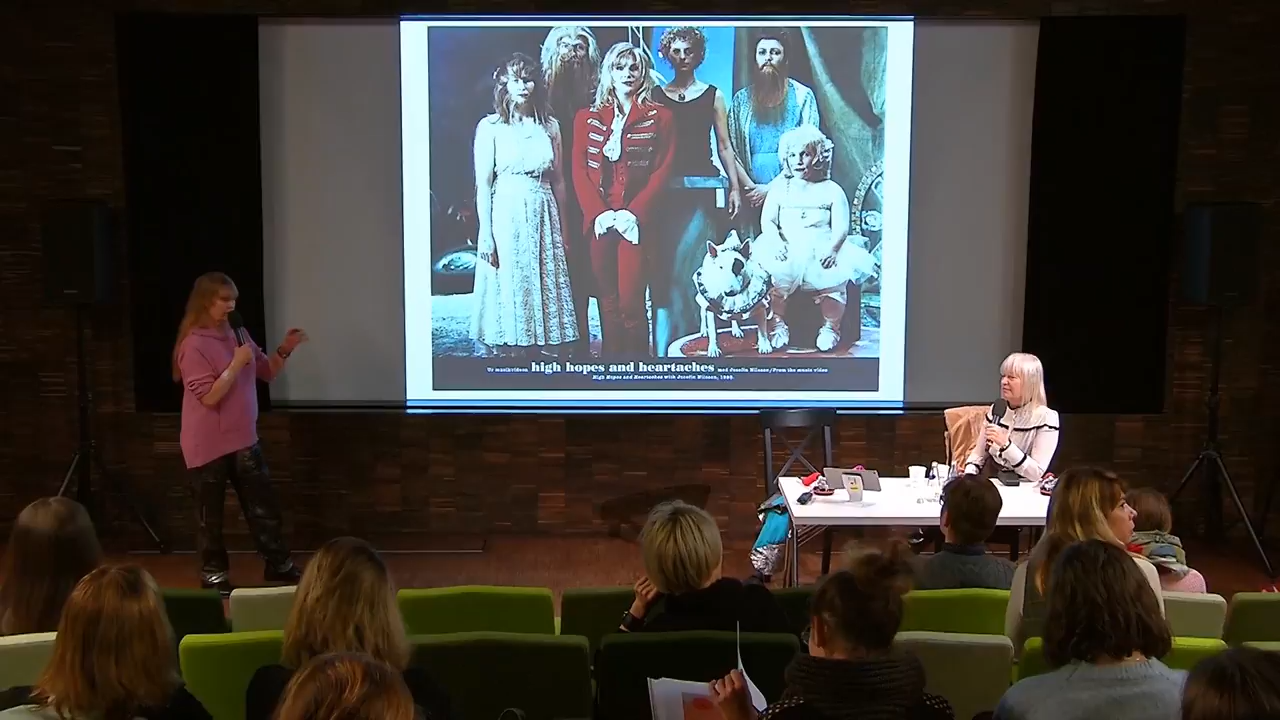 Ur musikvideon high hopes and heartaches med Josefin Nilsson/From the music video
High Hopes and Heartaches with Josefin Nilsson, 1993.